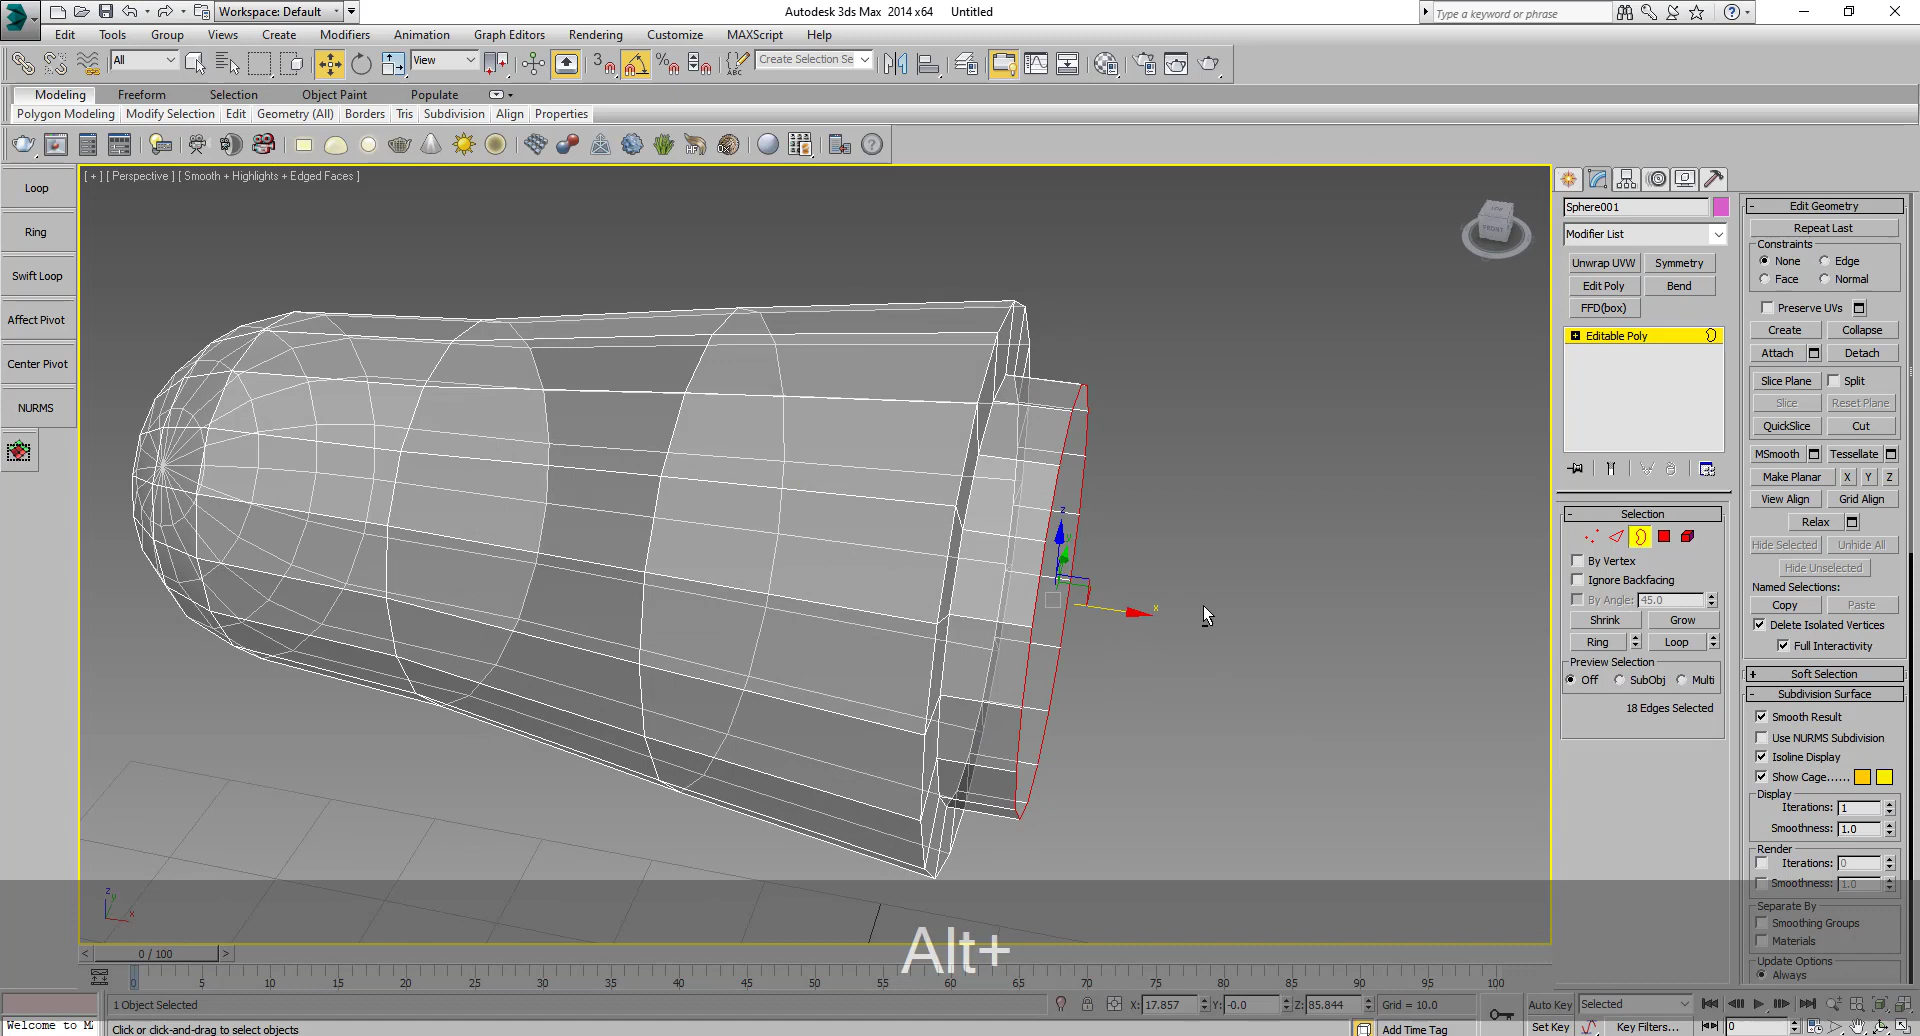 Workspace: Default
Autodesk 3ds Max 2014 x64 Untitled
Type a keyword or phrase
Edit Tools Group Views Create Modifiers Animation Graph Editors Rendering Customize MAXScript Help
All
View
3
Create Selection Se
Modeling Freeform Selection Object Paint Populate
Polygon Modeling Modify Selection Edit Geometry (All) Borders Tris Subdivision Align Properties
[ + ] [ Perspective ] [ Smooth + Highlights + Edged Faces ]
Loop
Ring
Swift Loop
Affect Pivot
Center Pivot
NURMS
TOP
FRONT
z
y
x
Alt+
z
y
x
Sphere001
Modifier List
Unwrap UVW Symmetry
Edit Poly Bend
FFD(box)
Editable Poly
- Selection
By Vertex
Ignore Backfacing
By Angle: 45.0
Shrink Grow
Ring Loop
Preview Selection
Off SubObj Multi
18 Edges Selected
- Edit Geometry
Repeat Last
Constraints
None Edge
Face Normal
Preserve UVs
Create Collapse
Attach Detach
Slice Plane Split
Slice Reset Plane
QuickSlice Cut
MSmooth Tessellate
Make Planar X Y Z
View Align Grid Align
Relax
Hide Selected Unhide All
Hide Unselected
Named Selections:
Copy Paste
Delete Isolated Vertices
Full Interactivity
+ Soft Selection
- Subdivision Surface
Smooth Result
Use NURMS Subdivision
Isoline Display
Show Cage......
Display
Iterations: 1
Smoothness: 1.0
Render
Iterations: 0
Smoothness: 1.0
Separate By
Smoothing Groups
Materials
Update Options
Always
< 0 / 100 >
0 5 10 15 20 25 30 35 40 45 50 55 60 65 70 75 80 85 90 95 100
1 Object Selected
X: 17.857 Y: -0.0 Z: 85.844 Grid = 10.0
Auto Key Selected
Welcome to M
Click or click-and-drag to select objects
Add Time Tag
Set Key Key Filters... 0